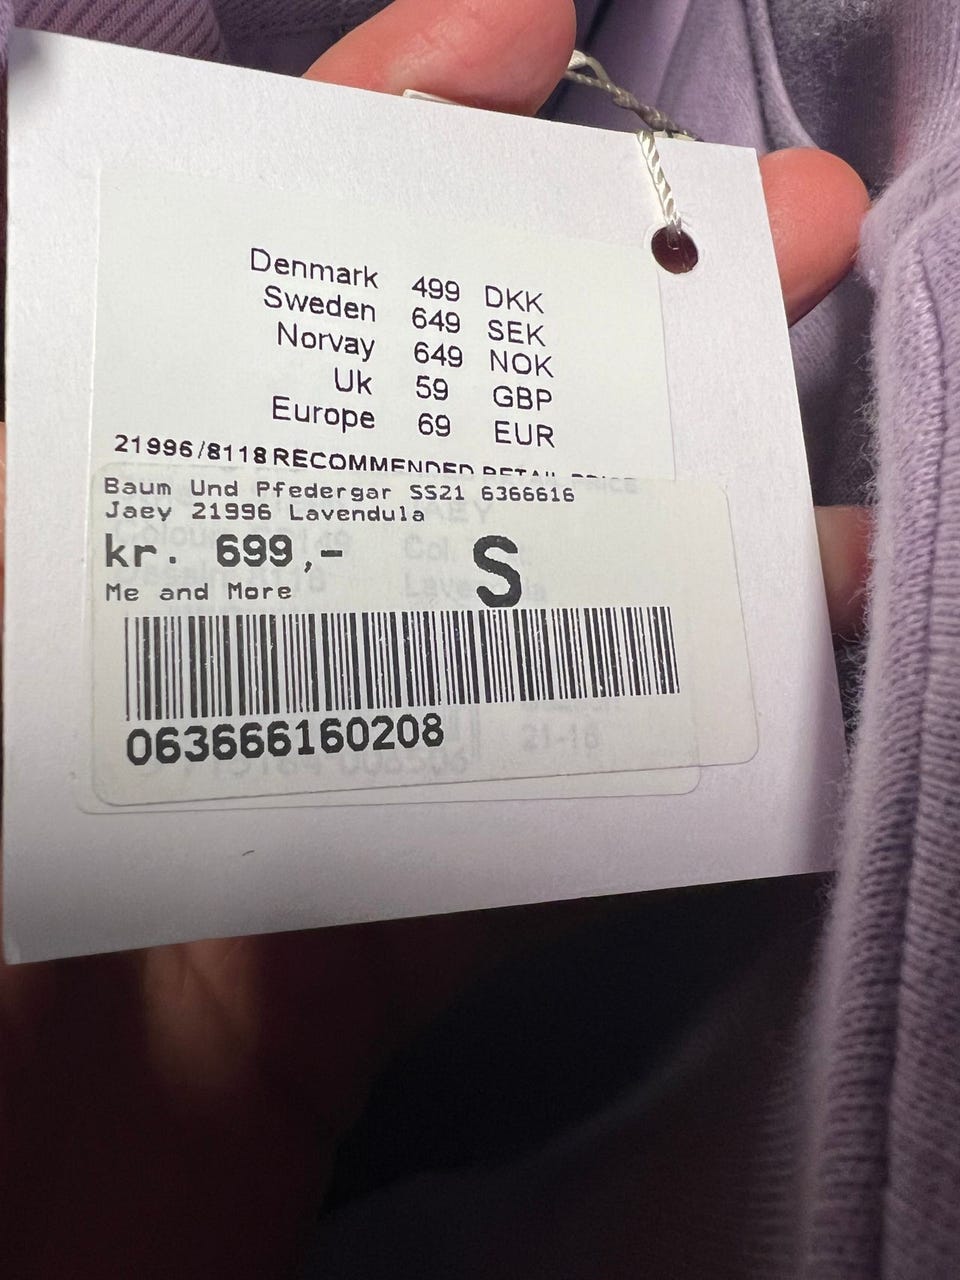 Denmark 499 DKK
Sweden 649 SEK
Norvay 649 NOK
Uk 59 GBP
Europe 69 EUR
21996/8118 RECOMMENDED RETAIL PRICE
Baum Und Pfedergar SS21 6366616
Jaey 21996 Lavendula
kr. 699,- S
Me and More
063666160208